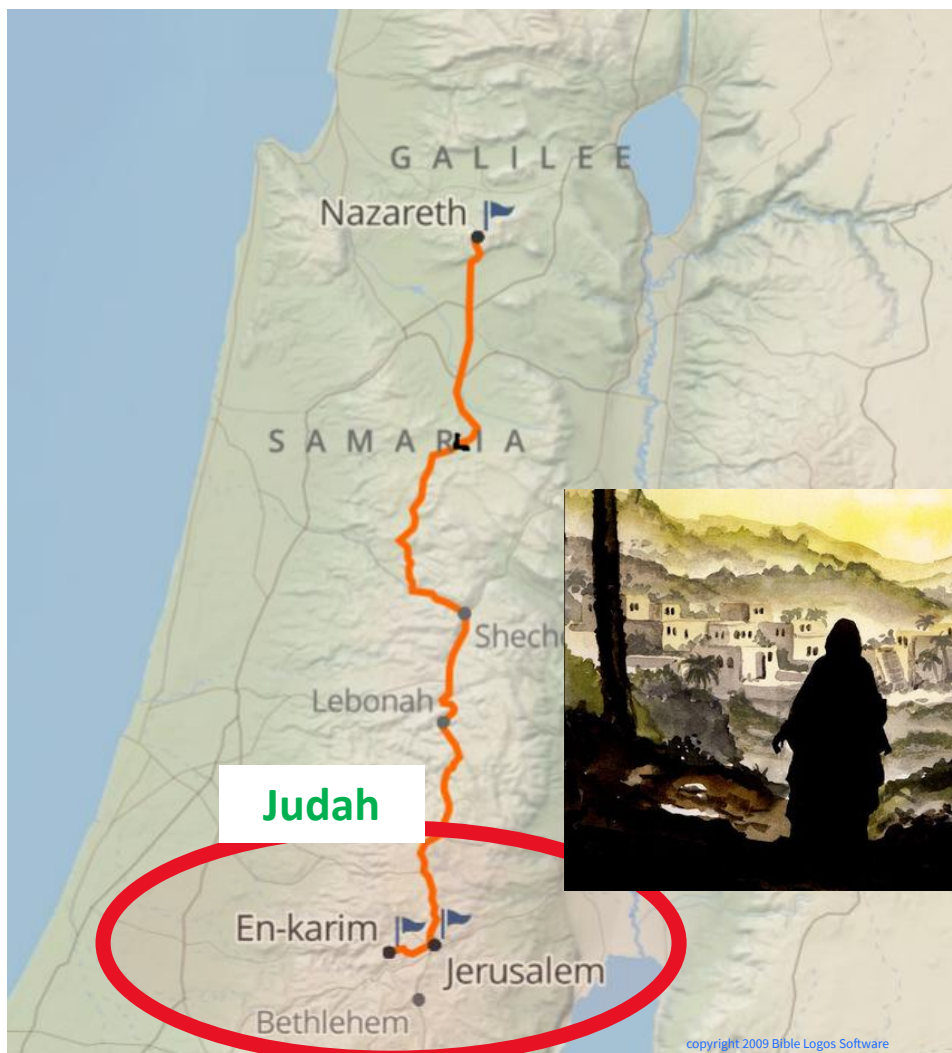 GALILEE
Nazareth
SAMARIA
Shech
Lebonah
Judah
En-karim
Jerusalem
Bethlehem
copyright 2009 Bible Logos Software